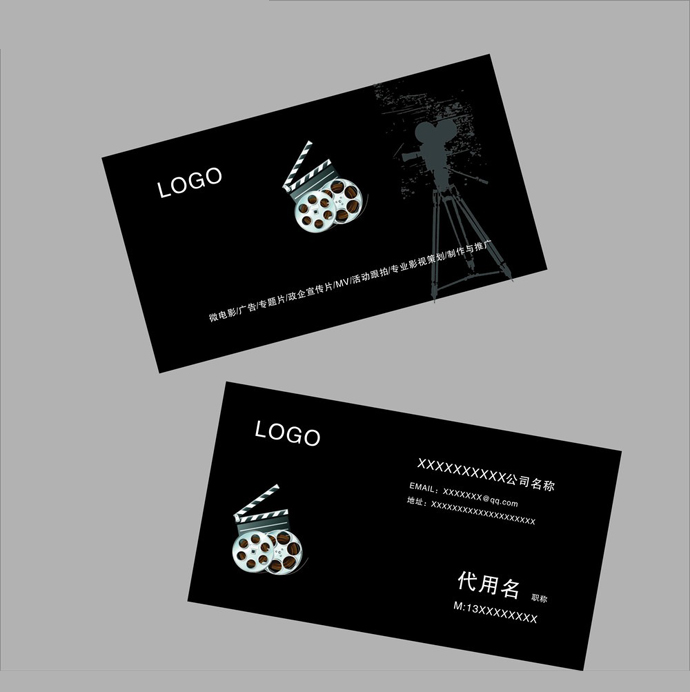 LOGO
微电影/广告/专题片/政企宣传片/MV/活动跟拍/专业影视策划/制作与推广
LOGO
XXXXXXXXXX公司名称
EMAIL：XXXXXXX@qq.com
地址：XXXXXXXXXXXXXXXXXXXX
代用名 职称
M:13XXXXXXXXX